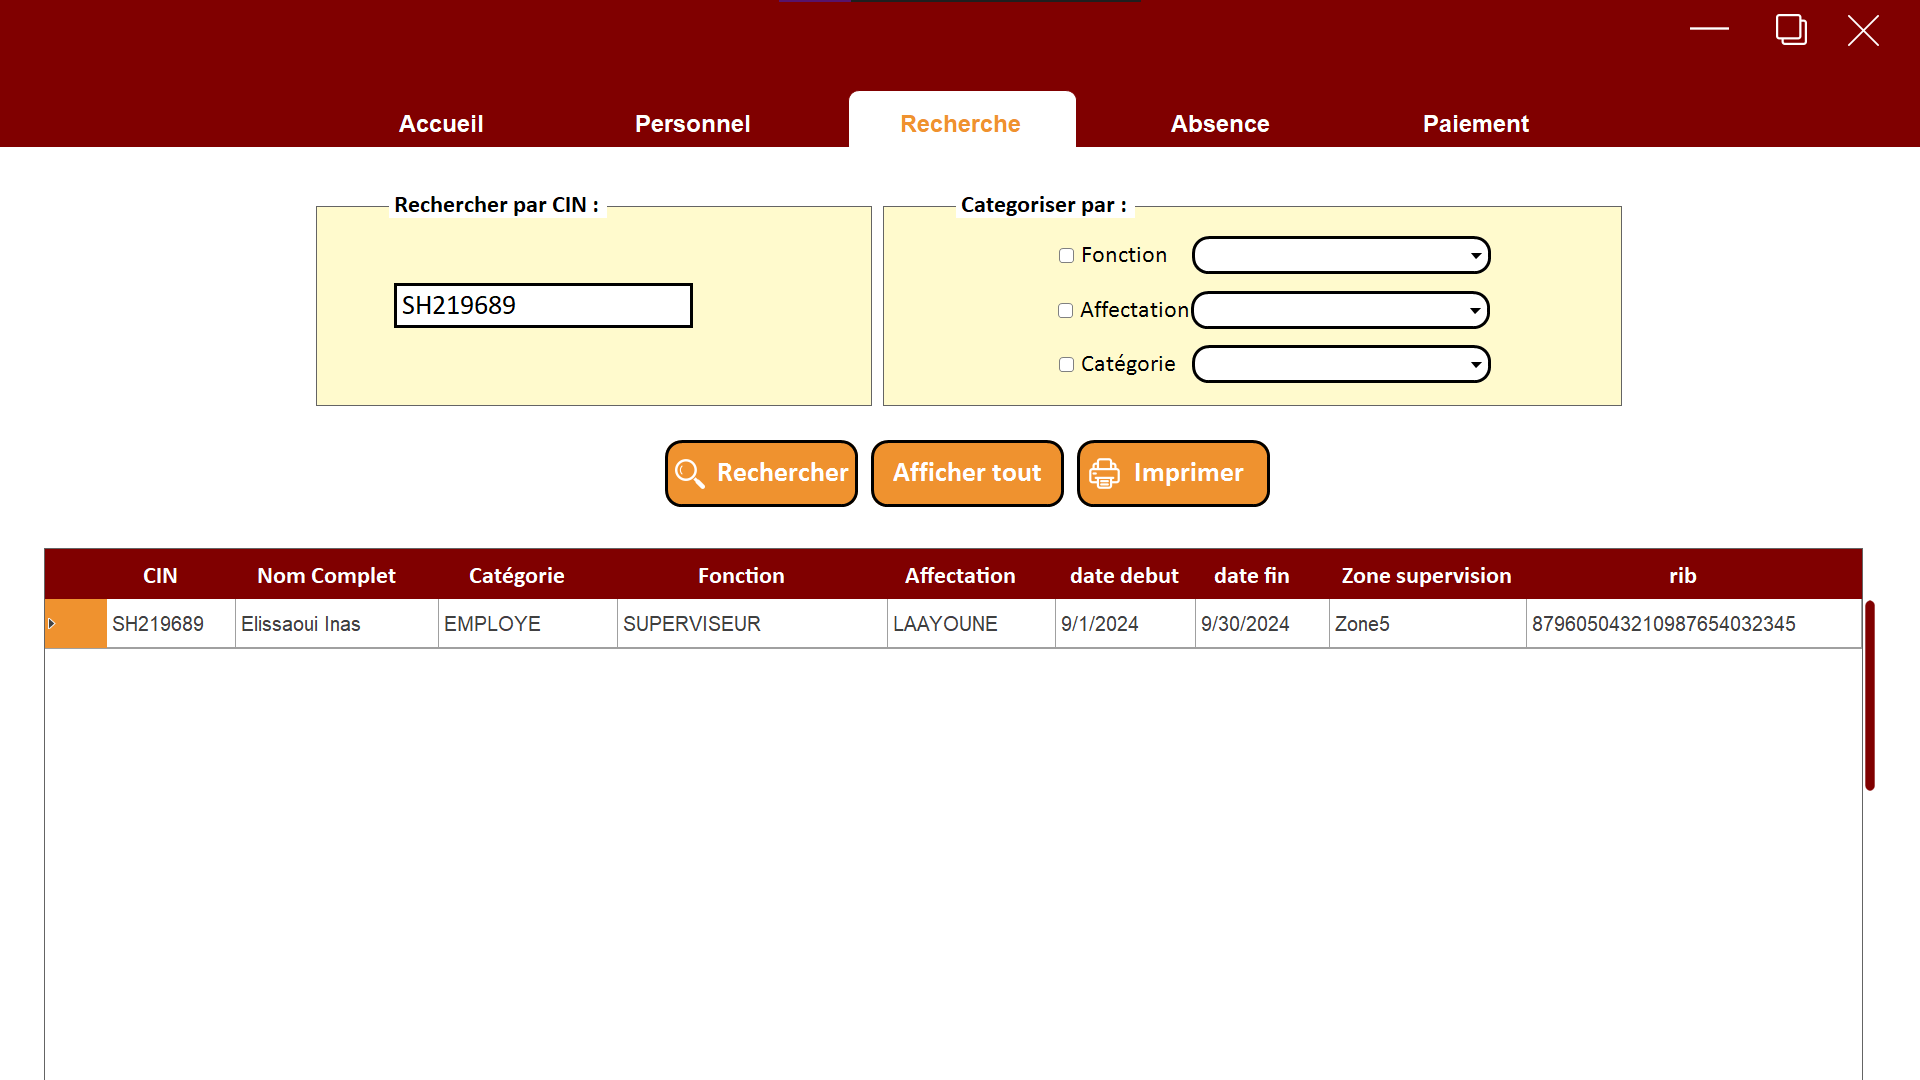 Accueil Personnel Recherche Absence Paiement
Rechercher par CIN :
SH219689
Categoriser par :
Fonction
Affectation
Catégorie
Rechercher Afficher tout Imprimer
CIN Nom Complet Catégorie Fonction Affectation date debut date fin Zone supervision rib
SH219689 Elissaoui Inas EMPLOYE SUPERVISEUR LAAYOUNE 9/1/2024 9/30/2024 Zone5 879605043210987654032345